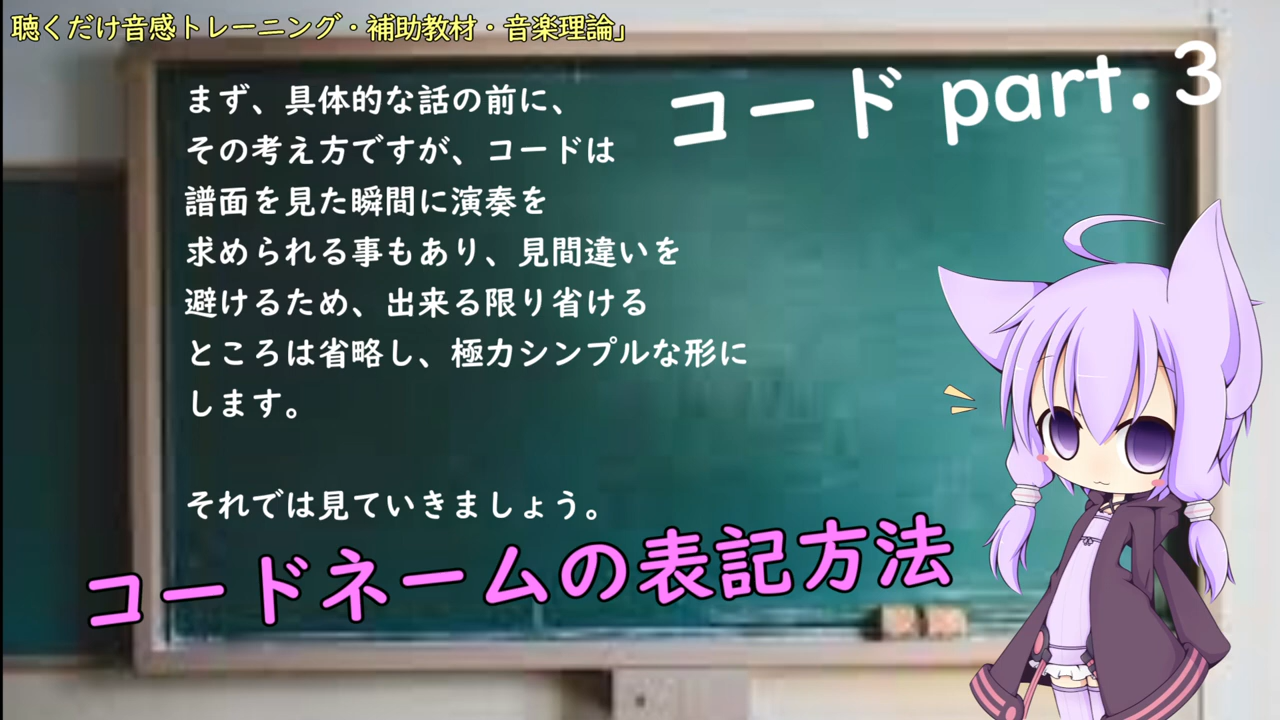 聴くだけ音感トレーニング・補助教材・音楽理論」
コード part.3
まず、具体的な話の前に、
その考え方ですが、コードは
譜面を見た瞬間に演奏を
求められる事もあり、見間違いを
避けるため、出来る限り省ける
ところは省略し、極力シンプルな形に
します。
それでは見ていきましょう。
コードネームの表記方法